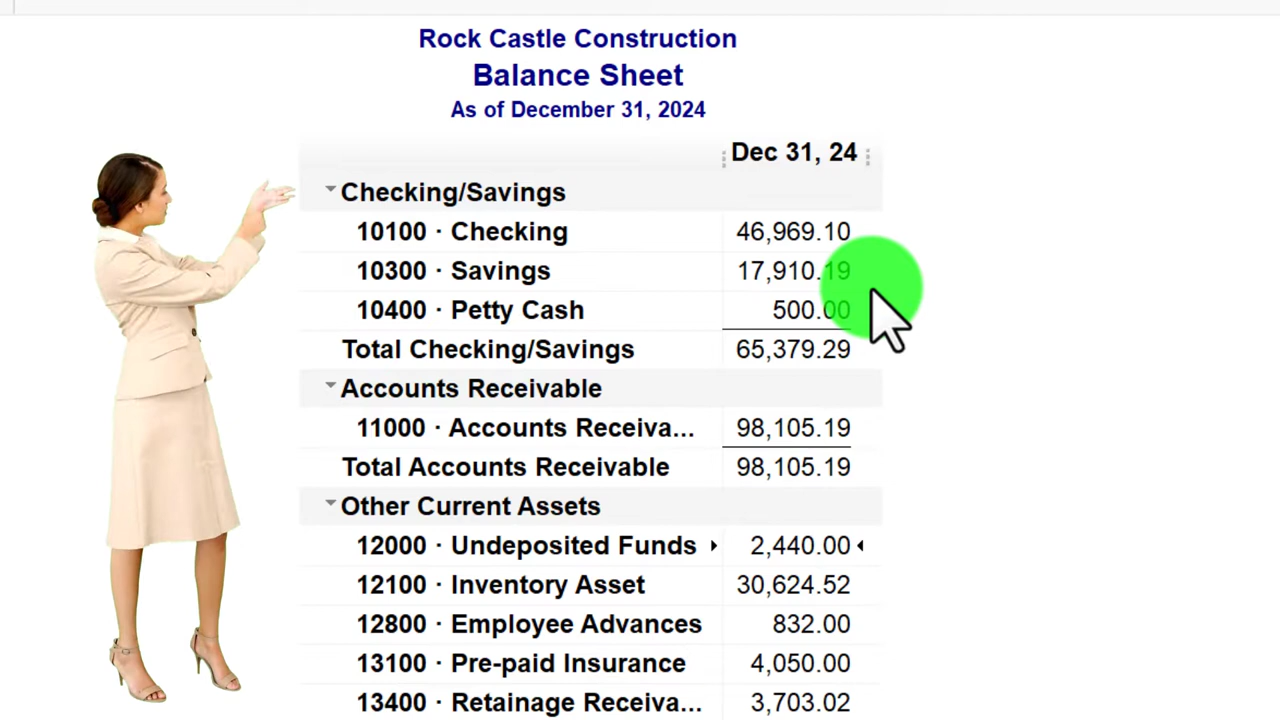 Rock Castle Construction
Balance Sheet
As of December 31, 2024
Dec 31, 24
Checking/Savings
10100 · Checking 46,969.10
10300 · Savings 17,910.19
10400 · Petty Cash 500.00
Total Checking/Savings 65,379.29
Accounts Receivable
11000 · Accounts Receiva... 98,105.19
Total Accounts Receivable 98,105.19
Other Current Assets
12000 · Undeposited Funds 2,440.00
12100 · Inventory Asset 30,624.52
12800 · Employee Advances 832.00
13100 · Pre-paid Insurance 4,050.00
13400 · Retainage Receiva... 3,703.02